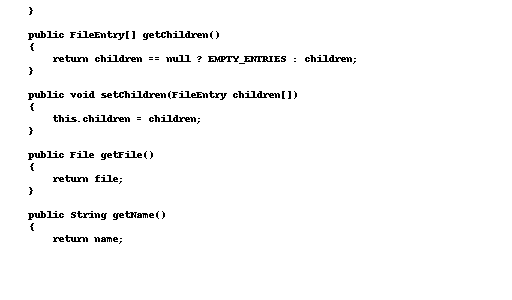 }
public FileEntry[] getChildren()
{
return children == null ? EMPTY_ENTRIES : children;
}
public void setChildren(FileEntry children[])
{
this.children = children;
}
public File getFile()
{
return file;
}
public String getName()
{
return name;